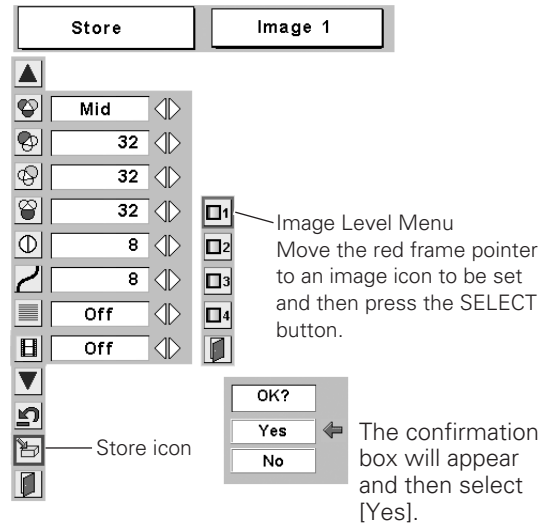 Store
Image 1
Mid
32
32
32
8
8
Off
Off
1
2
3
4
Image Level Menu
Move the red frame pointer
to an image icon to be set
and then press the SELECT
button.
Store icon
OK?
Yes
No
The confirmation
box will appear
and then select
[Yes].